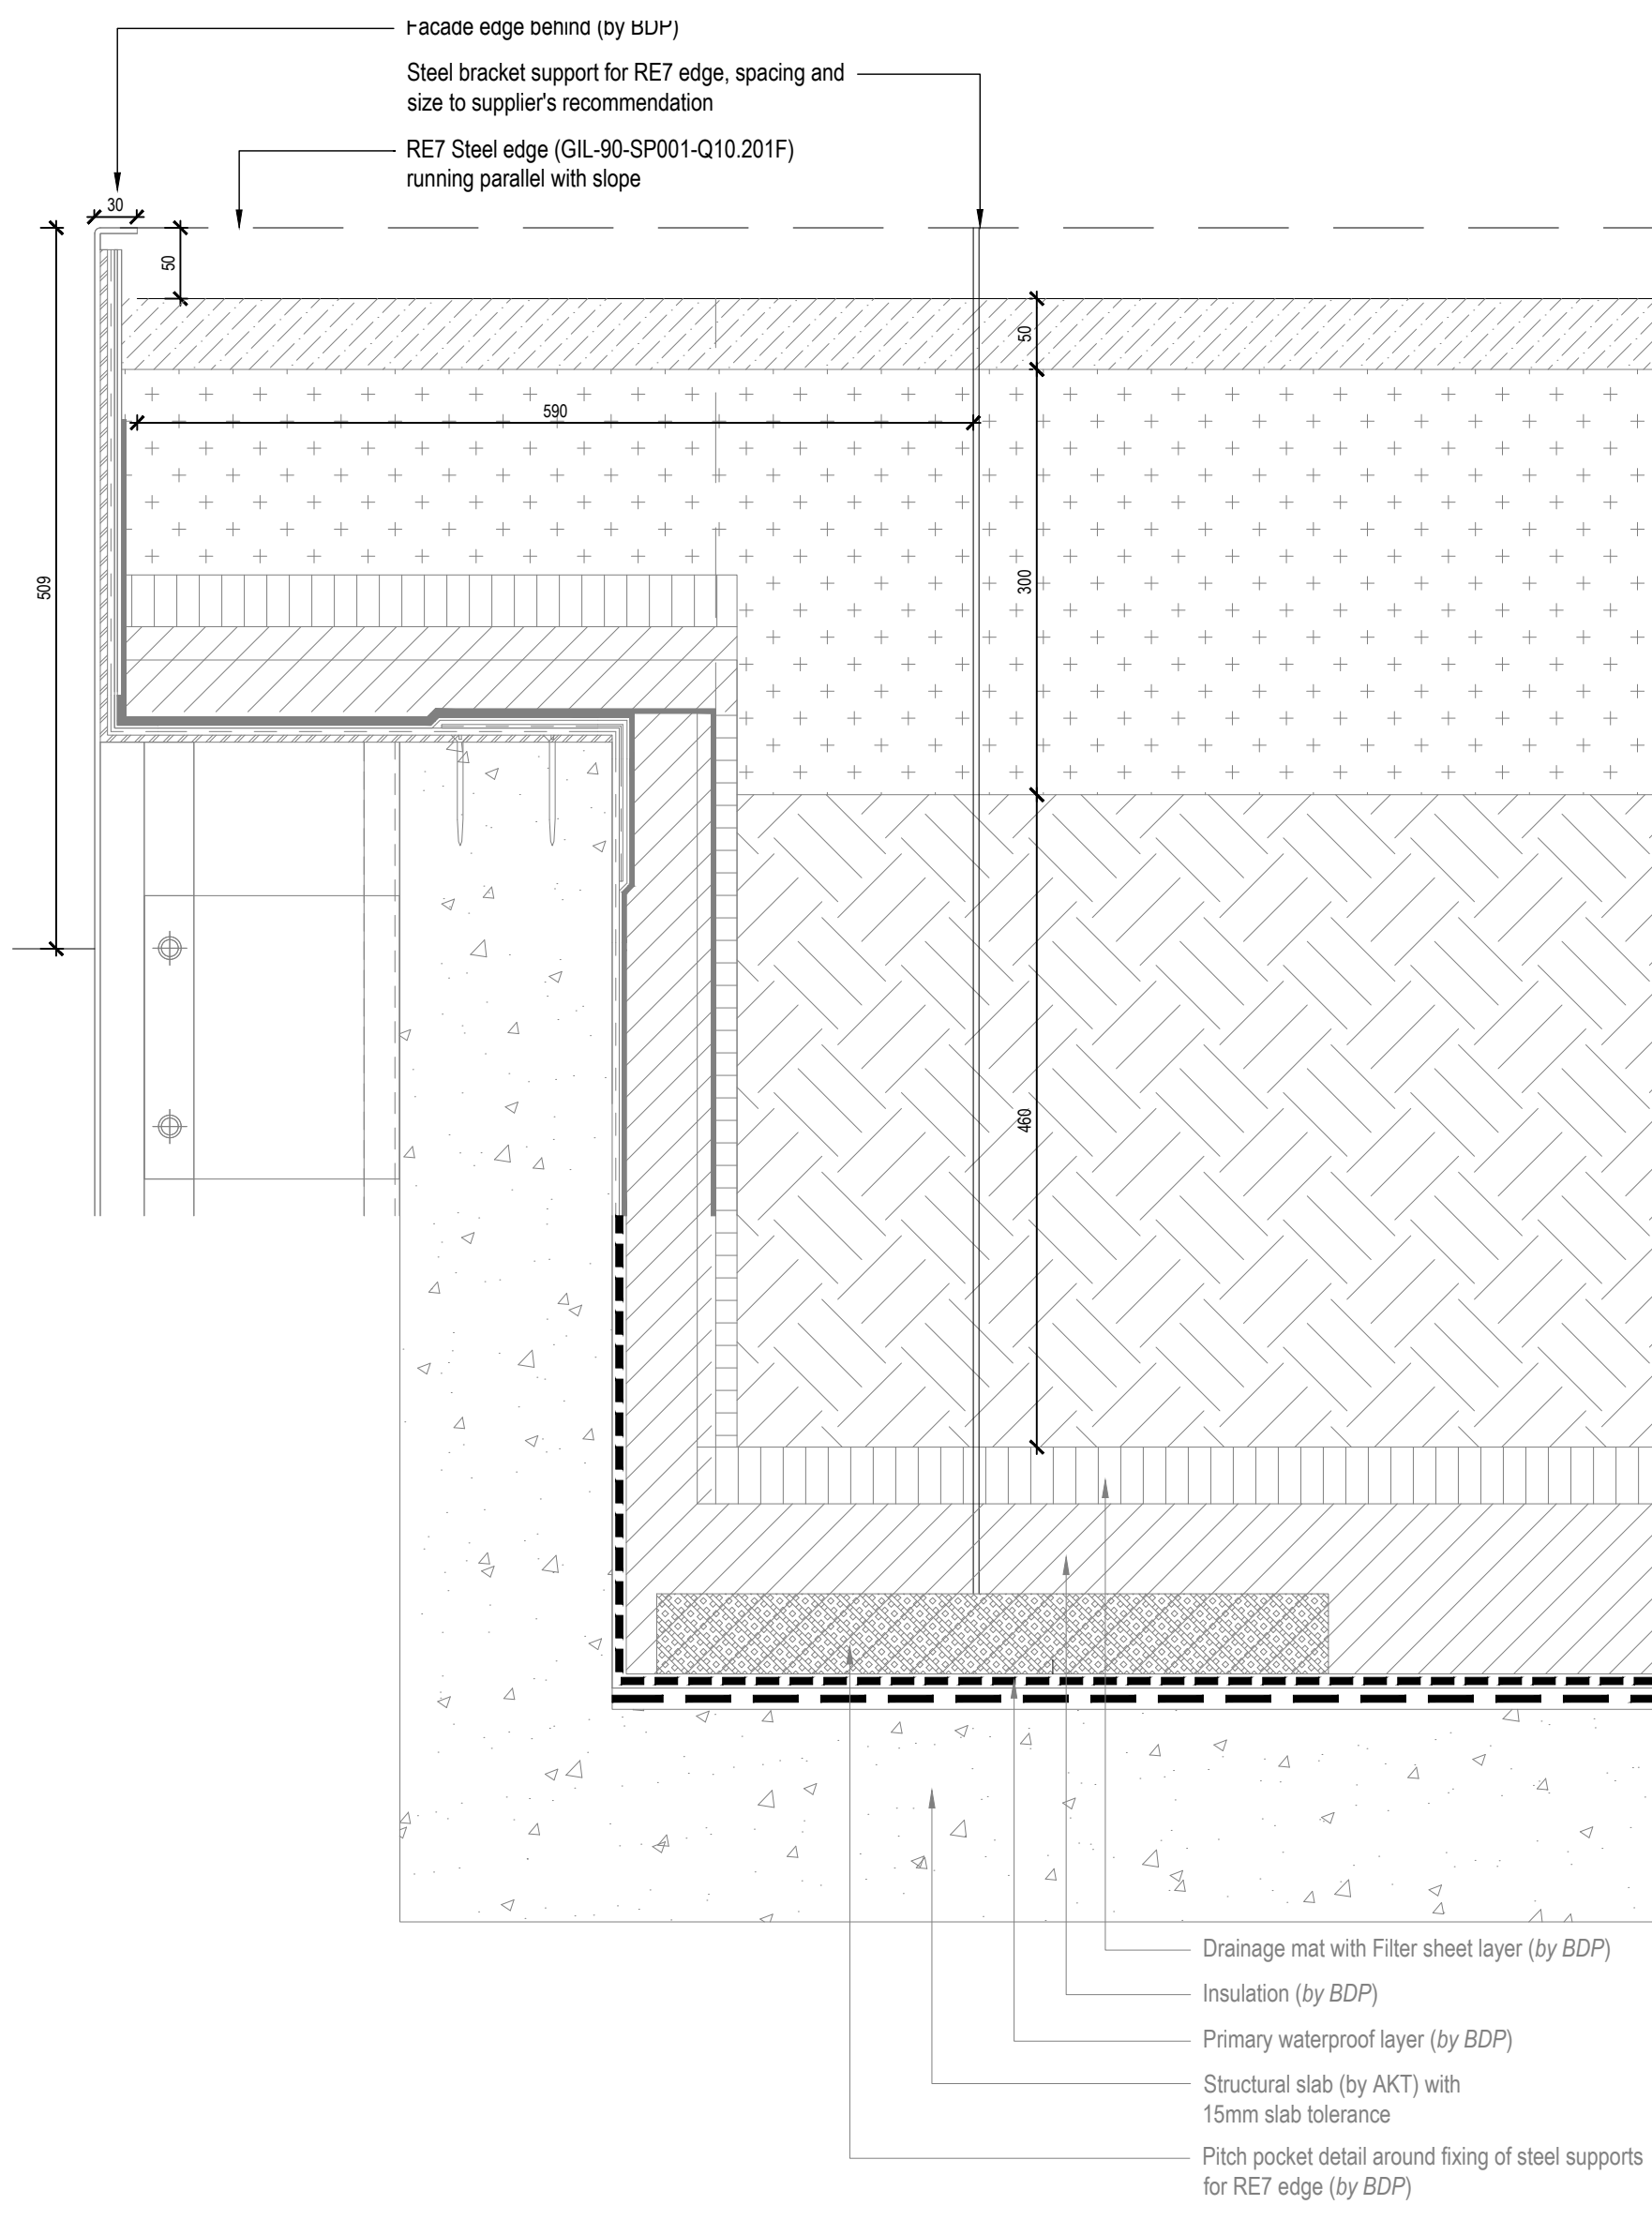 Facade edge behind (by BDP)
Steel bracket support for RE7 edge, spacing and
size to supplier's recommendation
RE7 Steel edge (GIL-90-SP001-Q10.201F)
running parallel with slope
30
50
50
590
509
300
460
Drainage mat with Filter sheet layer (by BDP)
Insulation (by BDP)
Primary waterproof layer (by BDP)
Structural slab (by AKT) with
15mm slab tolerance
Pitch pocket detail around fixing of steel supports
for RE7 edge (by BDP)